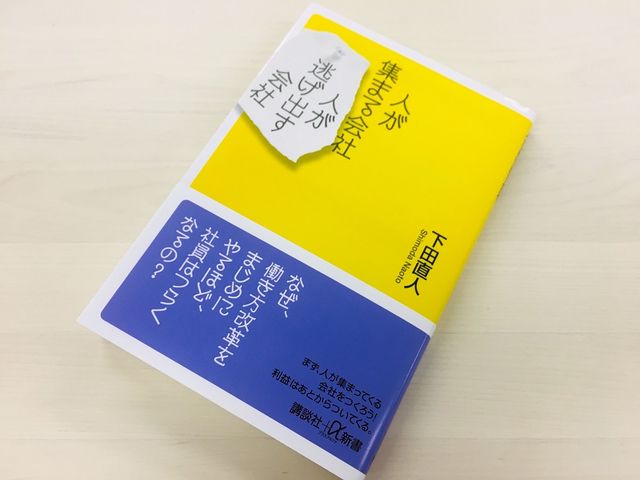 人が
集まる会社
人が
逃げ出す
会社
下田直人
Shimoda Naoto
なぜ、
働き方改革を
まじめに
やるほど、
社員はつらく
なるの?
まず、人が集まってくる
会社をつくろう!
利益はあとからついてくる。
講談社+α新書